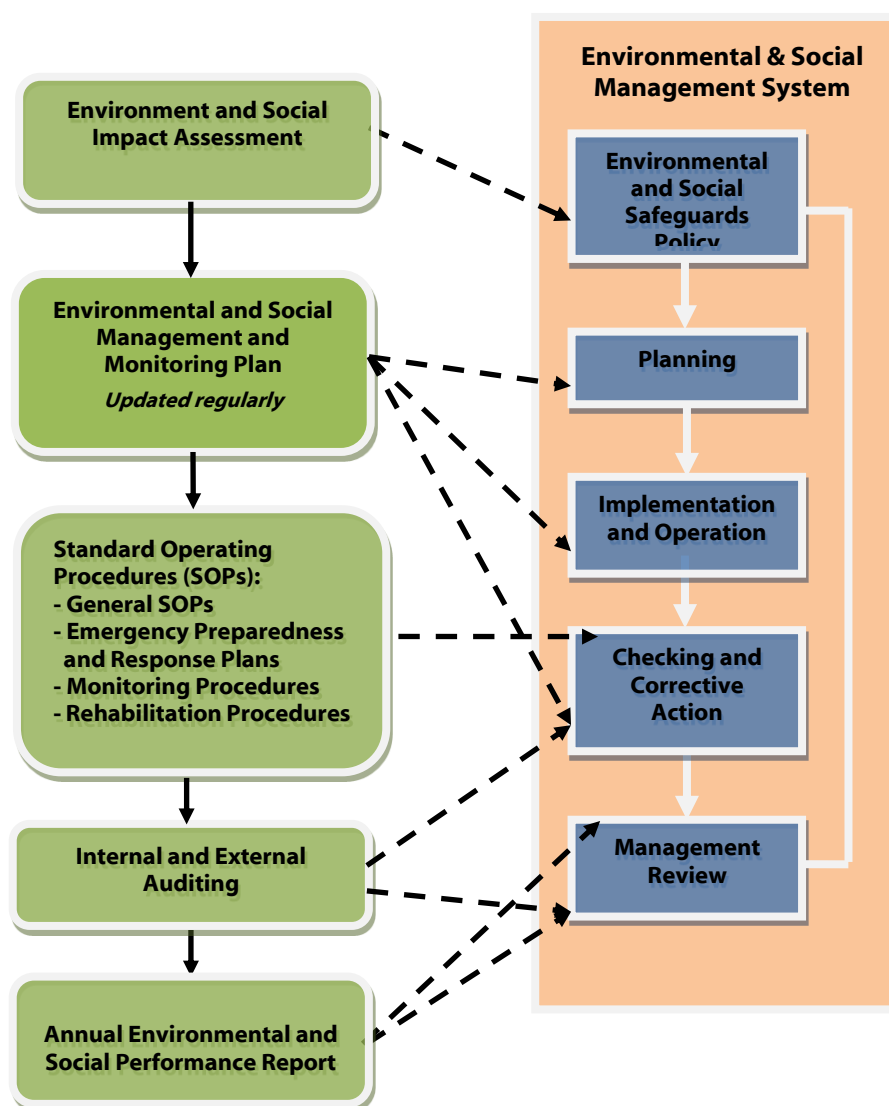 Environment and Social
Impact Assessment
Environmental and Social
Management and
Monitoring Plan
Updated regularly
Standard Operating
Procedures (SOPs):
- General SOPs
- Emergency Preparedness
and Response Plans
- Monitoring Procedures
- Rehabilitation Procedures
Internal and External
Auditing
Annual Environmental and
Social Performance Report
Environmental & Social
Management System
Environmental
and Social
Safeguards
Policy
Planning
Implementation
and Operation
Checking and
Corrective
Action
Management
Review